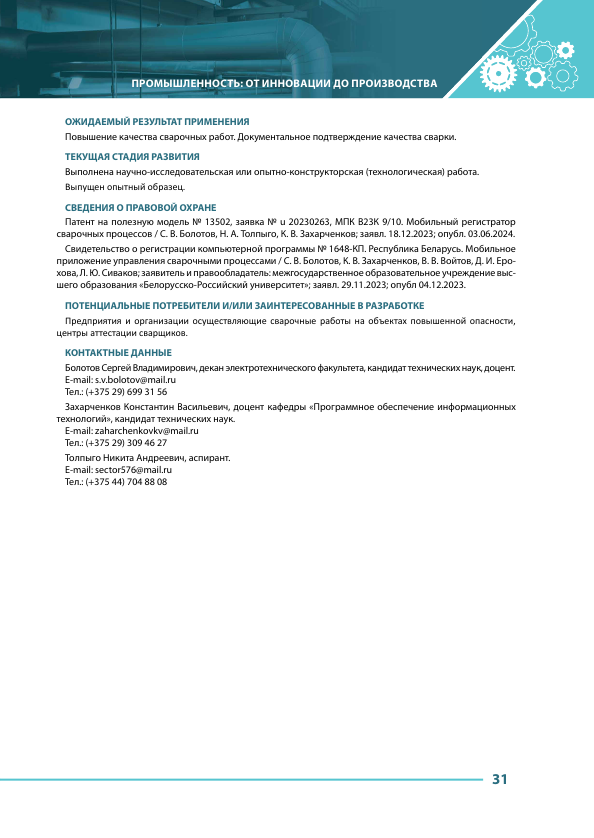 ПРОМЫШЛЕННОСТЬ: ОТ ИННОВАЦИИ ДО ПРОИЗВОДСТВА
ОЖИДАЕМЫЙ РЕЗУЛЬТАТ ПРИМЕНЕНИЯ
Повышение качества сварочных работ. Документальное подтверждение качества сварки.
ТЕКУЩАЯ СТАДИЯ РАЗВИТИЯ
Выполнена научно-исследовательская или опытно-конструкторская (технологическая) работа.
Выпущен опытный образец.
СВЕДЕНИЯ О ПРАВОВОЙ ОХРАНЕ
Патент на полезную модель № 13502, заявка № u 20230263, МПК B23K 9/10. Мобильный регистратор
сварочных процессов / С. В. Болотов, Н. А. Толпыго, К. В. Захарченков; заявл. 18.12.2023; опубл. 03.06.2024.
Свидетельство о регистрации компьютерной программы № 1648-КП. Республика Беларусь. Мобильное
приложение управления сварочными процессами / С. В. Болотов, К. В. Захарченков, В. В. Войтов, Д. И. Еро-
хова, Л. Ю. Сиваков; заявитель и правообладатель: межгосударственное образовательное учреждение выс-
шего образования «Белорусско-Российский университет»; заявл. 29.11.2023; опубл 04.12.2023.
ПОТЕНЦИАЛЬНЫЕ ПОТРЕБИТЕЛИ И/ИЛИ ЗАИНТЕРЕСОВАННЫЕ В РАЗРАБОТКЕ
Предприятия и организации осуществляющие сварочные работы на объектах повышенной опасности,
центры аттестации сварщиков.
КОНТАКТНЫЕ ДАННЫЕ
Болотов Сергей Владимирович, декан электротехнического факультета, кандидат технических наук, доцент.
E-mail: s.v.bolotov@mail.ru
Тел.: (+375 29) 699 31 56
Захарченков Константин Васильевич, доцент кафедры «Программное обеспечение информационных
технологий», кандидат технических наук.
E-mail: zaharchenkovkv@mail.ru
Тел.: (+375 29) 309 46 27
Толпыго Никита Андреевич, аспирант.
E-mail: sector576@mail.ru
Тел.: (+375 44) 704 88 08
31